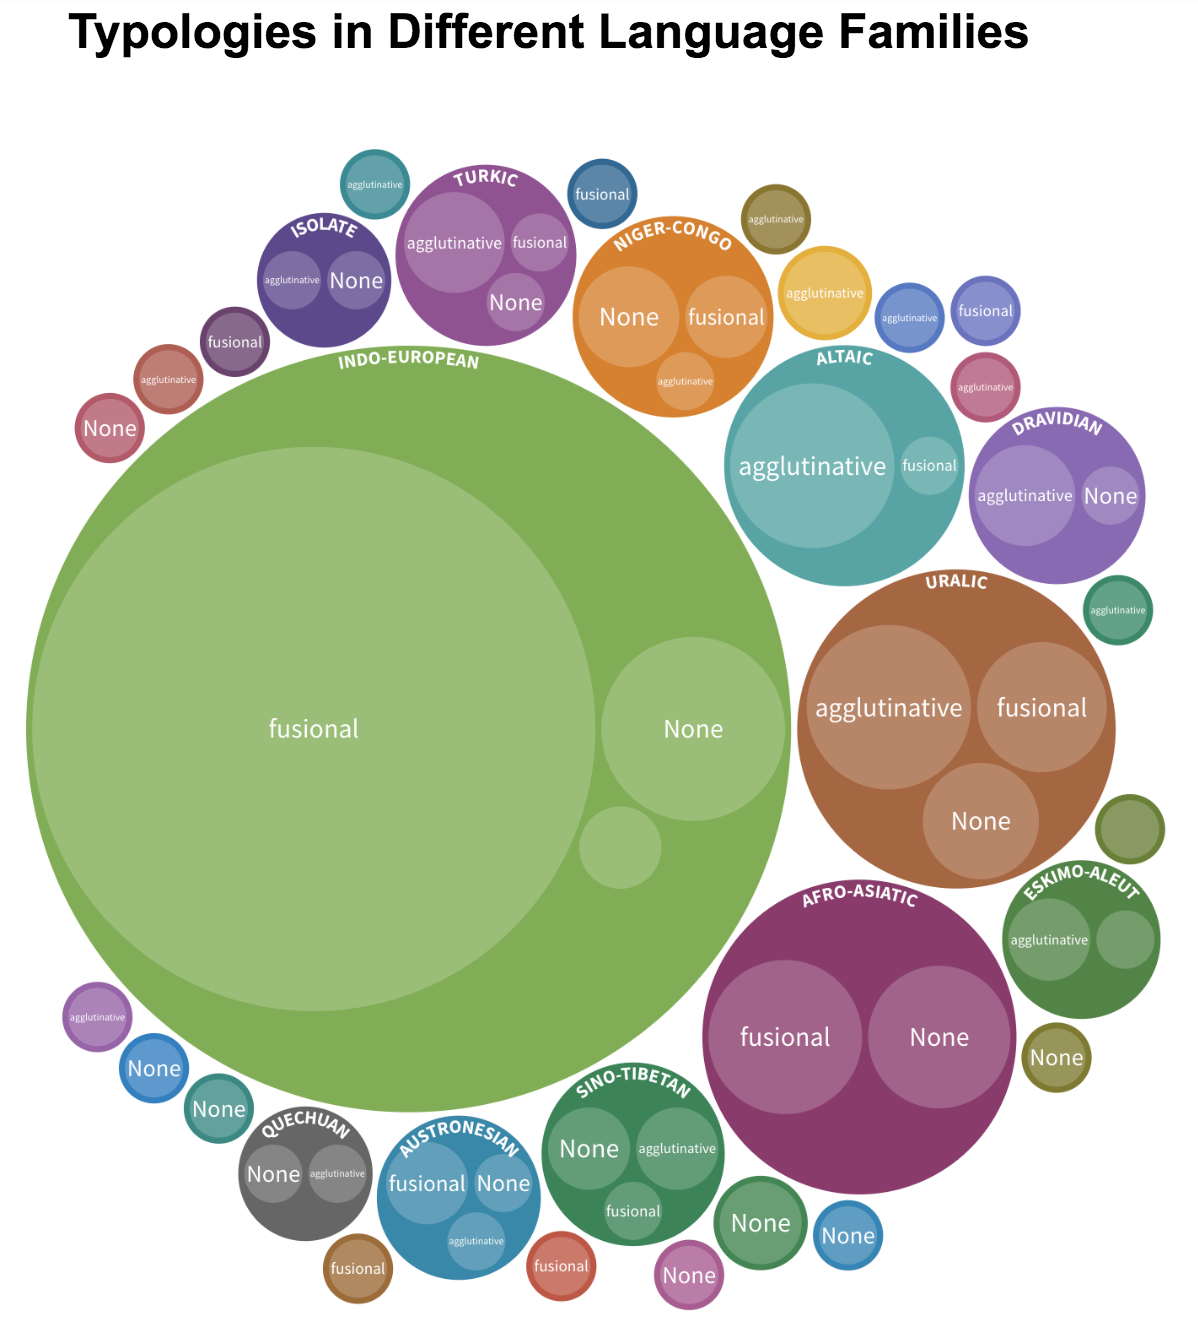 Typologies in Different Language Families
agglutinative
TURKIC
agglutinative
fusional
None
fusional
ISOLATE
agglutinative
None
NIGER-CONGO
None
fusional
agglutinative
agglutinative
agglutinative
agglutinative
fusional
fusional
agglutinative
None
INDO-EUROPEAN
fusional
None
ALTAIC
agglutinative
fusional
agglutinative
DRAVIDIAN
agglutinative
None
agglutinative
URALIC
agglutinative
fusional
None
ESKIMO-ALEUT
agglutinative
AFRO-ASIATIC
fusional
None
None
agglutinative
None
None
QUECHUAN
None
agglutinative
AUSTRONESIAN
fusional
None
agglutinative
SINO-TIBETAN
None
agglutinative
fusional
None
None
fusional
fusional
None